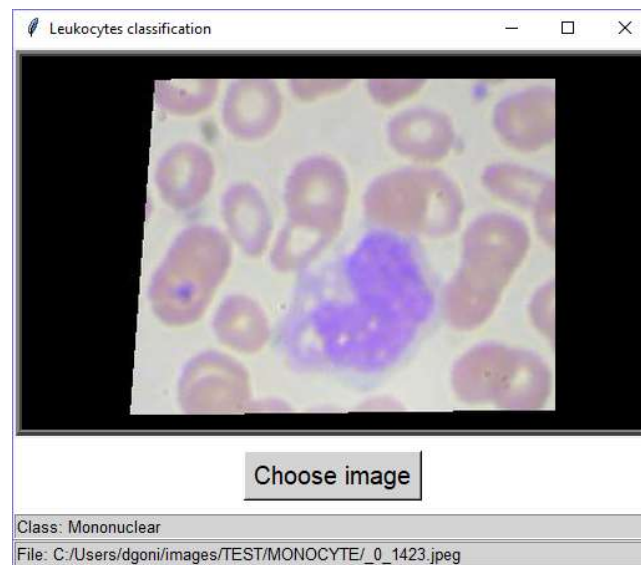 Leukocytes classification
Choose image
Class: Mononuclear
File: C:/Users/dgoni/images/TEST/MONOCYTE/_0_1423.jpeg